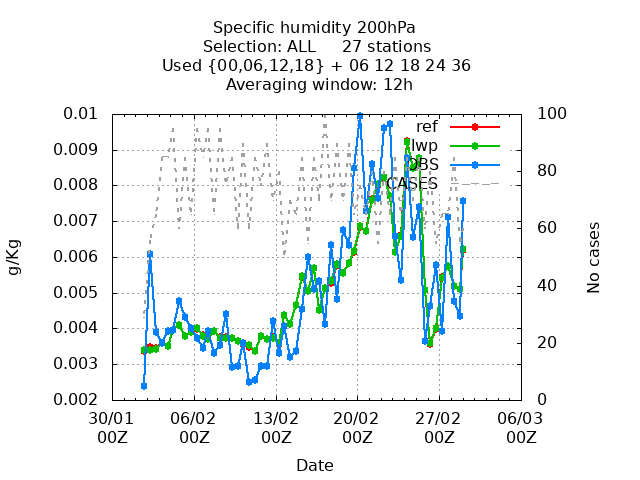 Specific humidity 200hPa
Selection: ALL 27 stations
Used {00,06,12,18} + 06 12 18 24 36
Averaging window: 12h
0.01
0.009
0.008
0.007
0.006
0.005
0.004
0.003
0.002
g/Kg
100
80
60
40
20
0
No cases
ref
lwp
OBS
CASES
30/01 06/02 13/02 20/02 27/02 06/03
00Z 00Z 00Z 00Z 00Z 00Z
Date